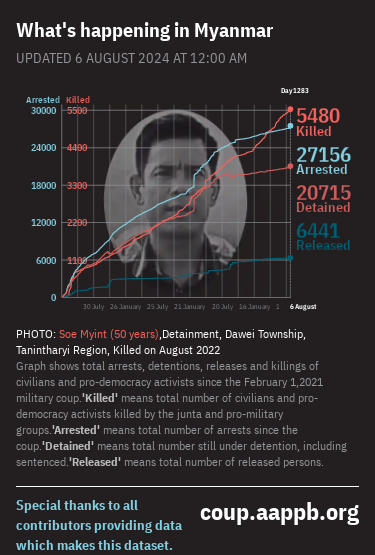 What's happening in Myanmar
UPDATED 6 AUGUST 2024 AT 12:00 AM
Day1283
Arrested Killed
30000 5500
24000 4400
18000 3300
12000 2200
6000 1100
0
5480
Killed
27156
Arrested
20715
Detained
6441
Released
30 July 26 January 25 July 21 January 20 July 16 January 1 6 August
PHOTO: Soe Myint (50 years),Detainment, Dawei Township,
Tanintharyi Region, Killed on August 2022
Graph shows total arrests, detentions, releases and killings of
civilians and pro-democracy activists since the February 1,2021
military coup.'Killed' means total number of civilians and pro-
democracy activists killed by the junta and pro-military
groups.'Arrested' means total number of arrests since the
coup.'Detained' means total number still under detention, including
sentenced.'Released' means total number of released persons.
Special thanks to all
contributors providing data
which makes this dataset.
coup.aappb.org